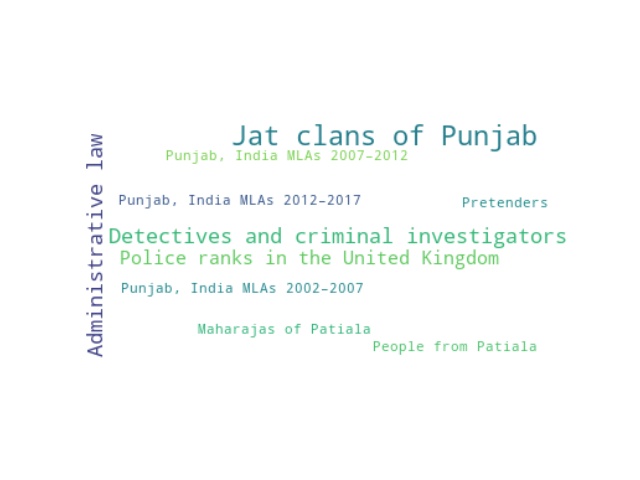 Jat clans of Punjab
Punjab, India MLAs 2007–2012
Administrative law
Punjab, India MLAs 2012–2017
Pretenders
Detectives and criminal investigators
Police ranks in the United Kingdom
Punjab, India MLAs 2002–2007
Maharajas of Patiala
People from Patiala